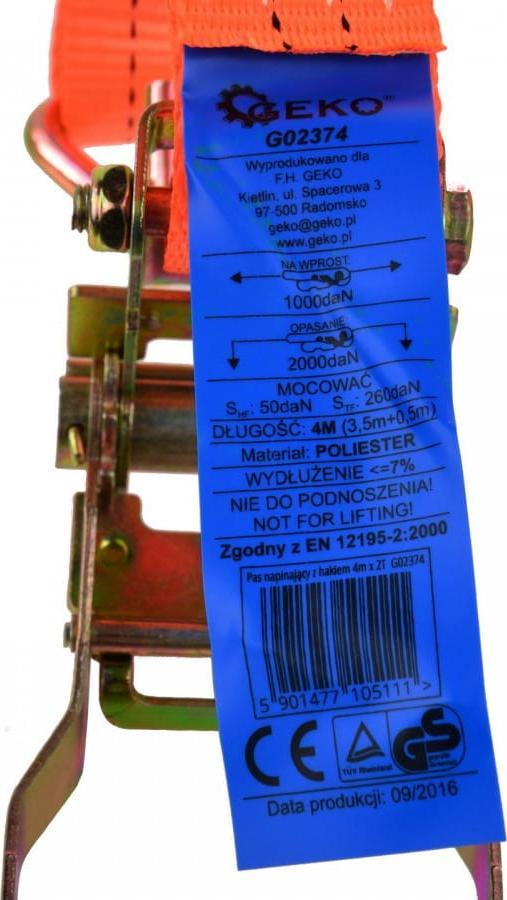 GEKO
G02374
Wyprodukowano dla
F.H. GEKO
Kietlin, ul. Spacerowa 3
97-500 Radomsko
geko@geko.pl
www.geko.pl
NA WPROST:
1000daN
OPASANIE:
2000daN
MOCOWAĆ
SHF: 50daN STF: 260daN
DŁUGOŚĆ: 4M (3,5m+0,5m)
Materiał: POLIESTER
WYDŁUŻENIE <=7%
NIE DO PODNOSZENIA!
NOT FOR LIFTING!
Zgodny z EN 12195-2:2000
Pas napinający z hakiem 4m x 2T G02374
5 901477 105111 >
CE
TÜV Rheinland
GS
Data produkcji: 09/2016